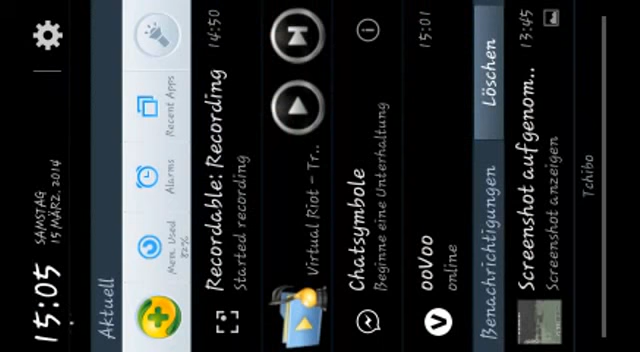 15:05
SAMSTAG
15 MÄRZ, 2014
Aktuell
Mem. Used
82%
Alarms
Recent Apps
Recordable: Recording
14:50
Started recording
Virtual Riot - Tr..
Chatsymbole
Beginne eine Unterhaltung
ooVoo
15:01
online
Benachrichtigungen
Löschen
Screenshot aufgenom..
13:45
Screenshot anzeigen
Tchibo